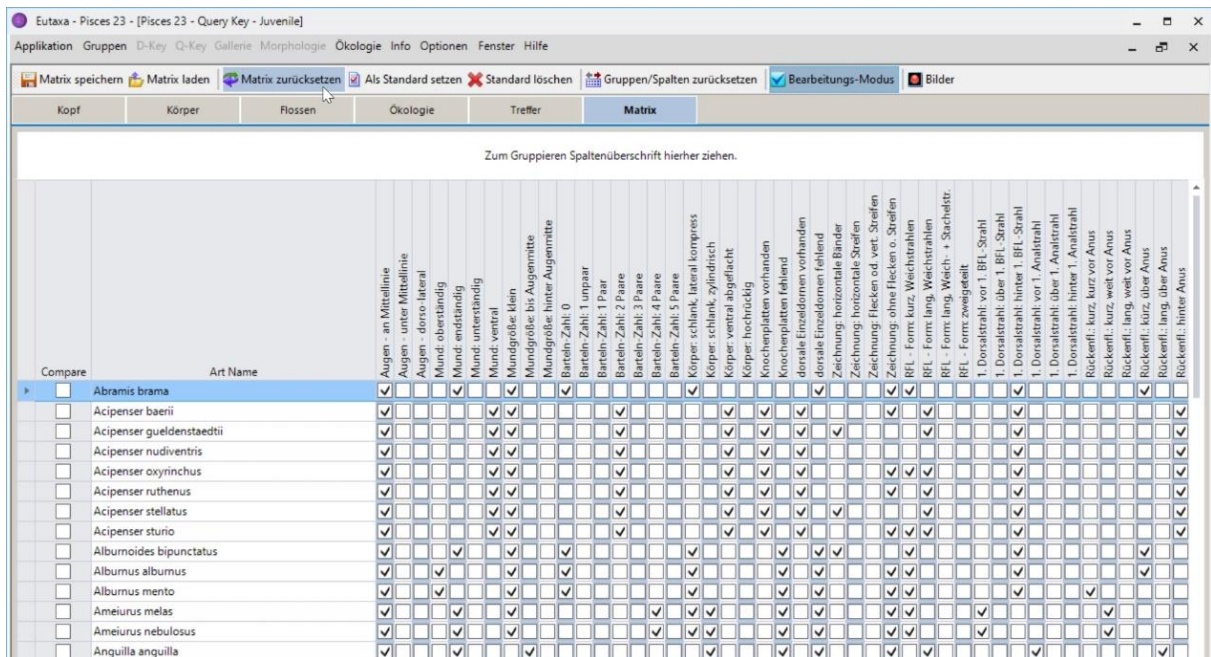 Eutaxa - Pisces 23 - [Pisces 23 - Query Key - Juvenile]
Applikation Gruppen D-Key Q-Key Gallerie Morphologie Ökologie Info Optionen Fenster Hilfe
Matrix speichern Matrix laden Matrix zurücksetzen Als Standard setzen Standard löschen Gruppen/Spalten zurücksetzen Bearbeitungs-Modus Bilder
Kopf Körper Flossen Ökologie Treffer Matrix
Zum Gruppieren Spaltenüberschrift hierher ziehen.
Compare
Art Name
Augen - an Mittellinie
Augen - unter Mittellinie
Augen - dorso-lateral
Mund: oberständig
Mund: endständig
Mund: unterständig
Mund: ventral
Mundgröße: klein
Mundgröße: bis Augenmitte
Mundgröße: hinter Augenmitte
Barteln-Zahl: 0
Barteln-Zahl: 1 unpaar
Barteln-Zahl: 1 Paar
Barteln-Zahl: 2 Paare
Barteln-Zahl: 3 Paare
Barteln-Zahl: 4 Paare
Barteln-Zahl: 5 Paare
Körper: schlank, lateral kompress
Körper: schlank, zylindrisch
Körper: ventral abgeflacht
Körper: hochrückig
Knochenplatten vorhanden
Knochenplatten fehlend
dorsale Einzeldornen vorhanden
dorsale Einzeldornen fehlend
Zeichnung: horizontale Bänder
Zeichnung: horizontale Streifen
Zeichnung: Flecken od. vert. Streifen
Zeichnung: ohne Flecken o. Streifen
RFL - Form: kurz, Weichstrahlen
RFL - Form: lang, Weichstrahlen
RFL - Form: lang, Weich- + Stachelstr.
RFL - Form: zweigeteilt
1. Dorsalstrahl: vor 1. BFL-Strahl
1. Dorsalstrahl: über 1. BFL-Strahl
1. Dorsalstrahl: hinter 1. BFL-Strahl
1. Dorsalstrahl: vor 1. Analstrahl
1. Dorsalstrahl: über 1. Analstrahl
1. Dorsalstrahl: hinter 1. Analstrahl
Rückenfl.: kurz, kurz vor Anus
Rückenfl.: kurz, weit vor Anus
Rückenfl.: lang, weit vor Anus
Rückenfl.: kurz, über Anus
Rückenfl.: lang, über Anus
Rückenfl.: hinter Anus
Abramis brama
Acipenser baerii
Acipenser gueldenstaedtii
Acipenser nudiventris
Acipenser oxyrinchus
Acipenser ruthenus
Acipenser stellatus
Acipenser sturio
Alburnoides bipunctatus
Alburnus alburnus
Alburnus mento
Ameiurus melas
Ameiurus nebulosus
Anguilla anguilla